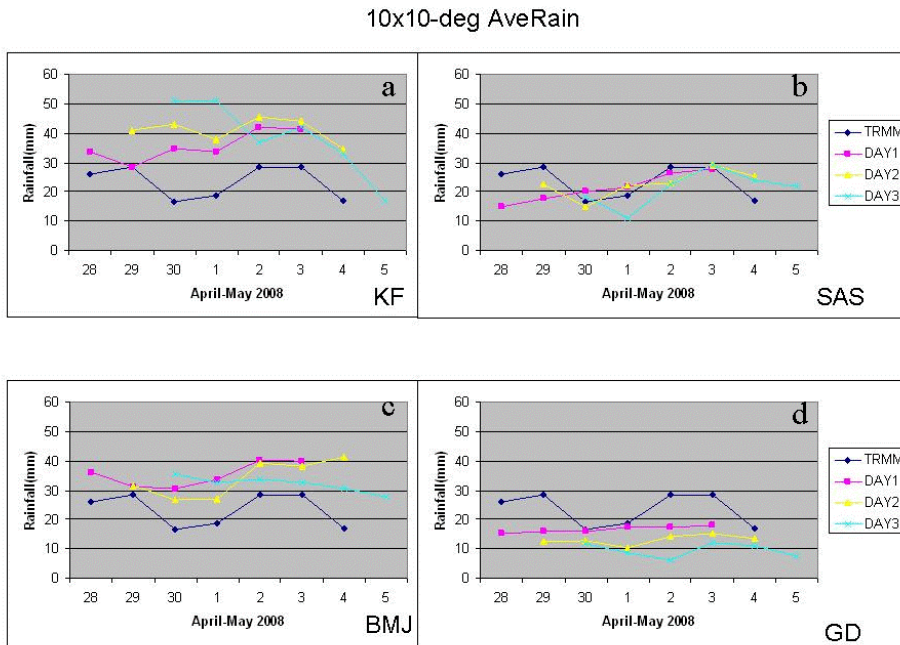 10x10-deg AveRain
a
60
50
40
30
20
10
0
Rainfall(mm)
28 29 30 1 2 3 4 5
April-May 2008
KF
b
60
50
40
30
20
10
0
Rainfall(mm)
28 29 30 1 2 3 4 5
April-May 2008
SAS
TRMM
DAY1
DAY2
DAY3
c
60
50
40
30
20
10
0
Rainfall(mm)
28 29 30 1 2 3 4 5
April-May 2008
BMJ
d
60
50
40
30
20
10
0
Rainfall(mm)
28 29 30 1 2 3 4 5
April-May 2008
GD
TRMM
DAY1
DAY2
DAY3